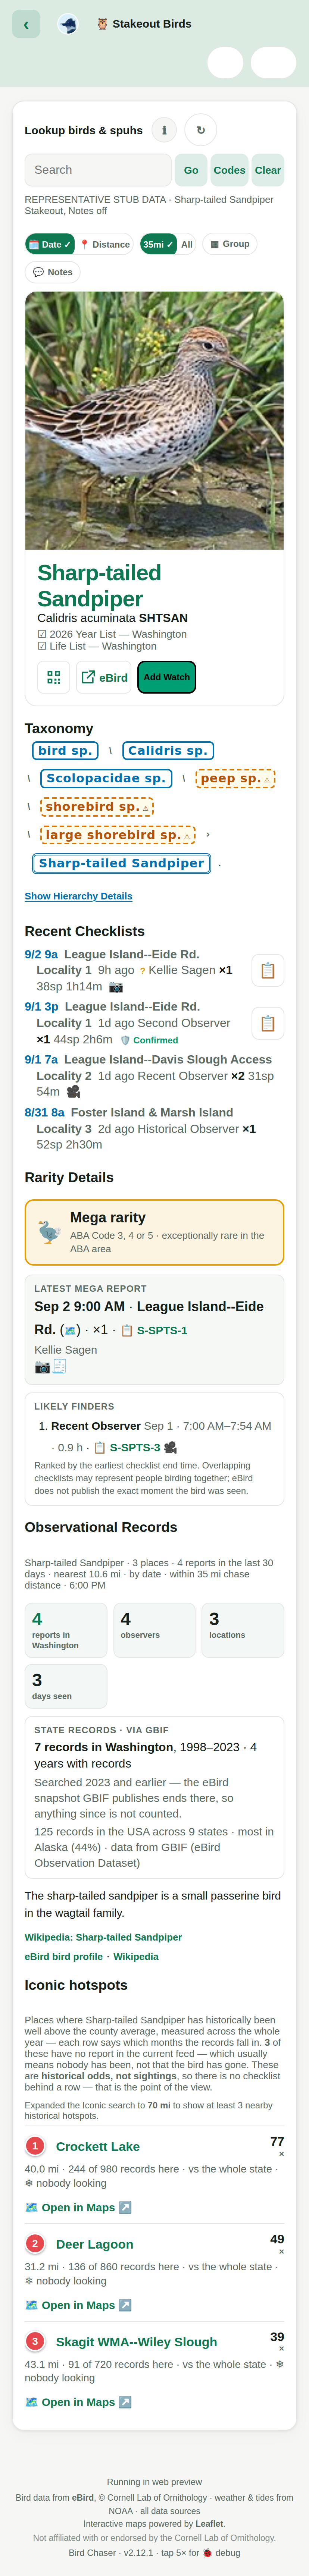 ‹ 🦉 Stakeout Birds
Lookup birds & spuhs ℹ ↻
Search Go Codes Clear
REPRESENTATIVE STUB DATA · Sharp-tailed Sandpiper
Stakeout, Notes off
🗓️ Date ✓ 📍 Distance 35mi ✓ All ▦ Group
💬 Notes
Sharp-tailed
Sandpiper
Calidris acuminata SHTSAN
☑ 2026 Year List — Washington
☑ Life List — Washington
eBird Add Watch
Taxonomy
bird sp. \ Calidris sp.
\ Scolopacidae sp. \ peep sp. ⚠
\ shorebird sp. ⚠
\ large shorebird sp. ⚠ ›
Sharp-tailed Sandpiper .
Show Hierarchy Details
Recent Checklists
9/2 9a League Island--Eide Rd.
Locality 1 9h ago ? Kellie Sagen ×1
38sp 1h14m 📷
📋
9/1 3p League Island--Eide Rd.
Locality 1 1d ago Second Observer
×1 44sp 2h6m 🛡️ Confirmed
📋
9/1 7a League Island--Davis Slough Access
Locality 2 1d ago Recent Observer ×2 31sp
54m 🎥
8/31 8a Foster Island & Marsh Island
Locality 3 2d ago Historical Observer ×1
52sp 2h30m
Rarity Details
🦤 Mega rarity
ABA Code 3, 4 or 5 · exceptionally rare in the
ABA area
LATEST MEGA REPORT
Sep 2 9:00 AM · League Island--Eide
Rd. (🗺️) · ×1 · 📋 S-SPTS-1
Kellie Sagen
📷🧾
LIKELY FINDERS
1. Recent Observer Sep 1 · 7:00 AM–7:54 AM
· 0.9 h · 📋 S-SPTS-3 🎥
Ranked by the earliest checklist end time. Overlapping
checklists may represent people birding together; eBird
does not publish the exact moment the bird was seen.
Observational Records
Sharp-tailed Sandpiper · 3 places · 4 reports in the last 30
days · nearest 10.6 mi · by date · within 35 mi chase
distance · 6:00 PM
4
reports in
Washington
4
observers
3
locations
3
days seen
STATE RECORDS · VIA GBIF
7 records in Washington, 1998–2023 · 4
years with records
Searched 2023 and earlier — the eBird
snapshot GBIF publishes ends there, so
anything since is not counted.
125 records in the USA across 9 states · most in
Alaska (44%) · data from GBIF (eBird
Observation Dataset)
The sharp-tailed sandpiper is a small passerine bird
in the wagtail family.
Wikipedia: Sharp-tailed Sandpiper
eBird bird profile · Wikipedia
Iconic hotspots
Places where Sharp-tailed Sandpiper has historically been
well above the county average, measured across the whole
year — each row says which months the records fall in. 3 of
these have no report in the current feed — which usually
means nobody has been, not that the bird has gone. These
are historical odds, not sightings, so there is no checklist
behind a row — that is the point of the view.
Expanded the Iconic search to 70 mi to show at least 3 nearby
historical hotspots.
1 Crockett Lake 77
×
40.0 mi · 244 of 980 records here · vs the whole state ·
❄ nobody looking
🗺️ Open in Maps ↗️
2 Deer Lagoon 49
×
31.2 mi · 136 of 860 records here · vs the whole state ·
❄ nobody looking
🗺️ Open in Maps ↗️
3 Skagit WMA--Wiley Slough 39
×
43.1 mi · 91 of 720 records here · vs the whole state · ❄
nobody looking
🗺️ Open in Maps ↗️
Running in web preview
Bird data from eBird, © Cornell Lab of Ornithology · weather & tides from
NOAA · all data sources
Interactive maps powered by Leaflet.
Not affiliated with or endorsed by the Cornell Lab of Ornithology.
Bird Chaser · v2.12.1 · tap 5× for 🐞 debug